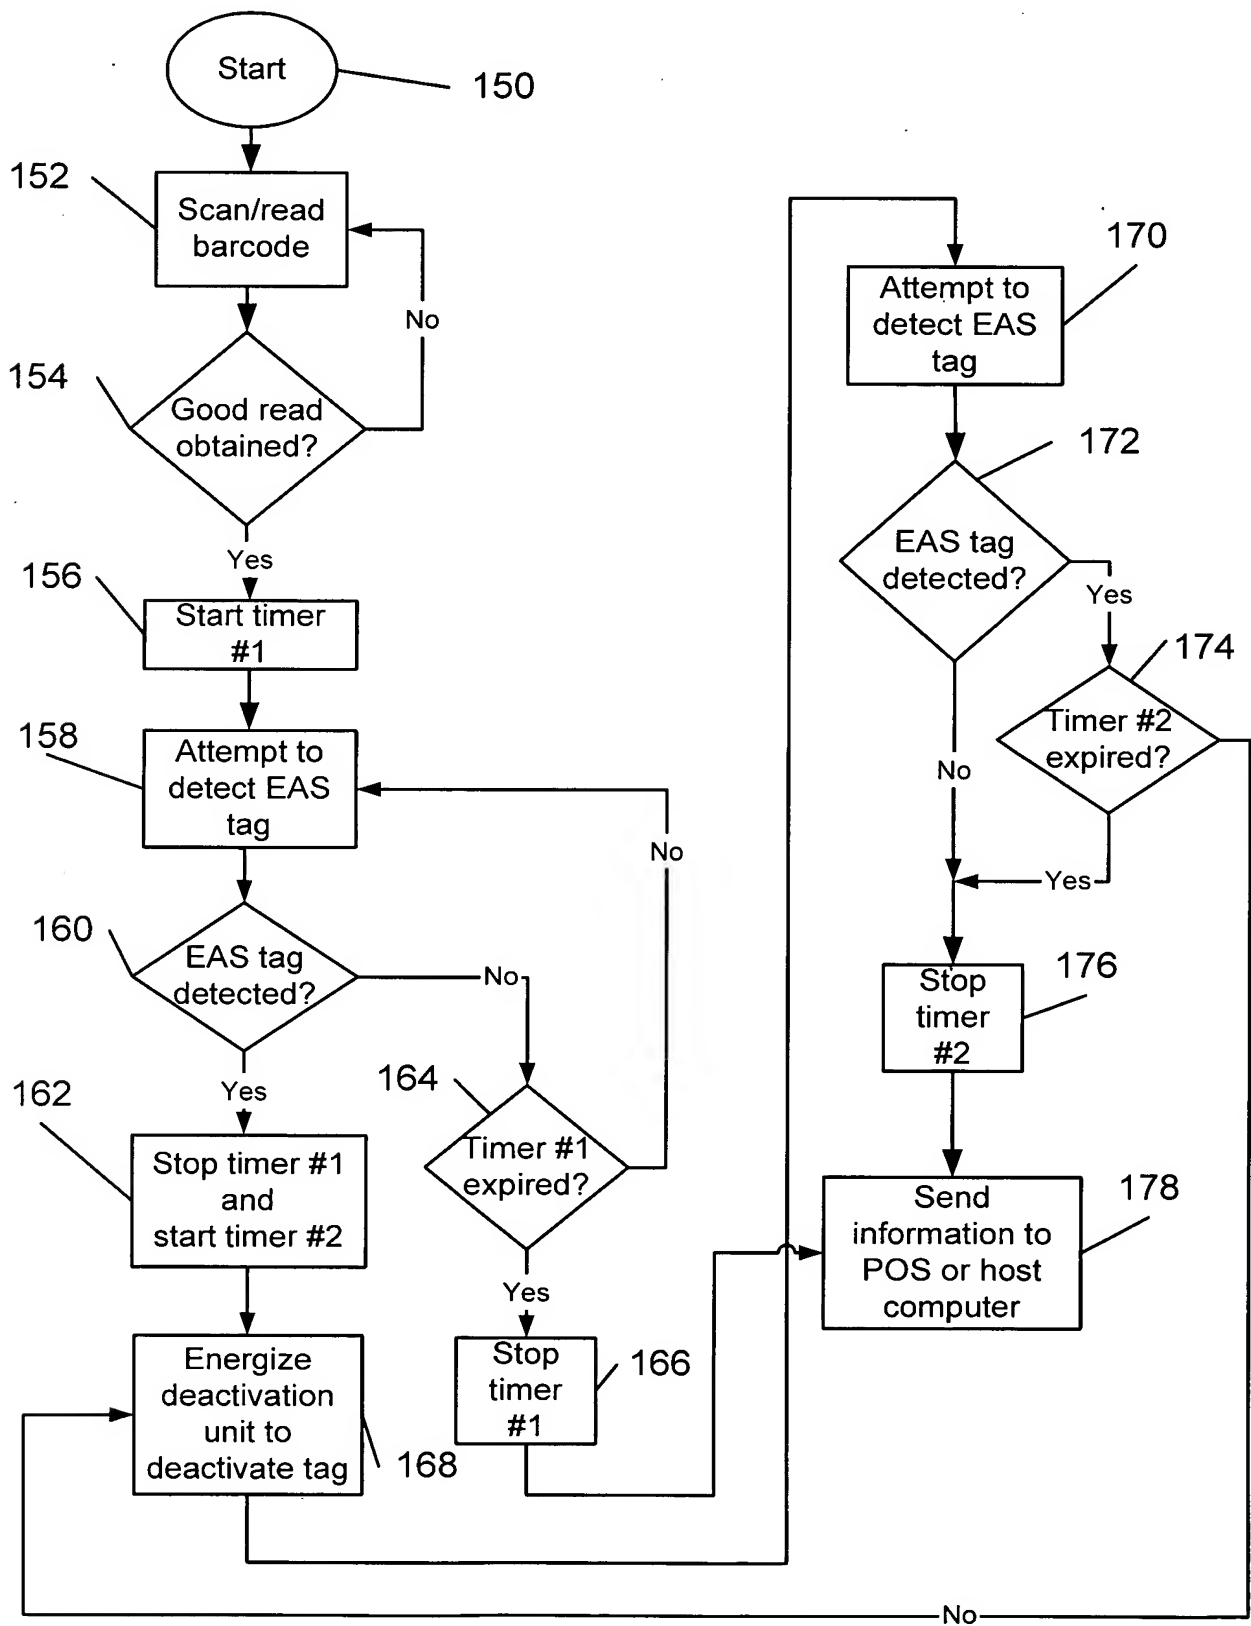 Start
150
152
Scan/read
barcode
No
154
Good read
obtained?
Yes
156
Start timer
#1
158
Attempt to
detect EAS
tag
No
160
EAS tag
detected?
No
Yes
162
Stop timer #1
and
start timer #2
164
Timer #1
expired?
Yes
Stop
timer
#1
166
Energize
deactivation
unit to
deactivate tag
168
170
Attempt to
detect EAS
tag
172
EAS tag
detected?
Yes
174
Timer #2
expired?
No
Yes
176
Stop
timer
#2
178
Send
information to
POS or host
computer
No